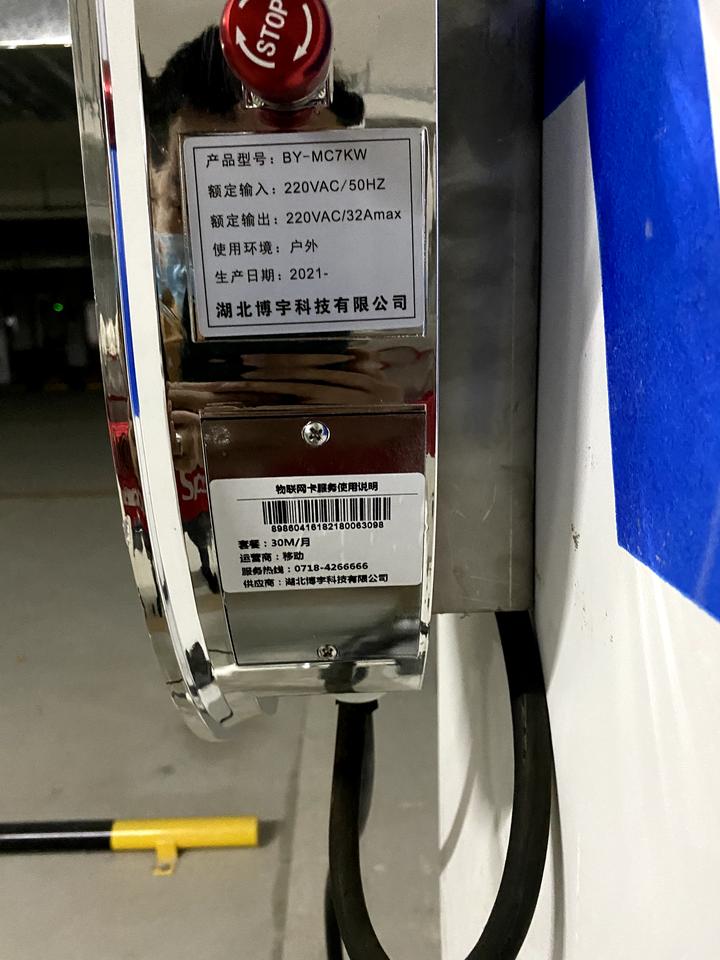 STOP
产品型号：BY-MC7KW
额定输入：220VAC/50HZ
额定输出：220VAC/32Amax
使用环境：户外
生产日期：2021-
湖北博宇科技有限公司
物联网卡服务使用说明
89860416182180063098
套餐：30M/月
运营商：移动
服务热线：0718-4266666
供应商：湖北博宇科技有限公司